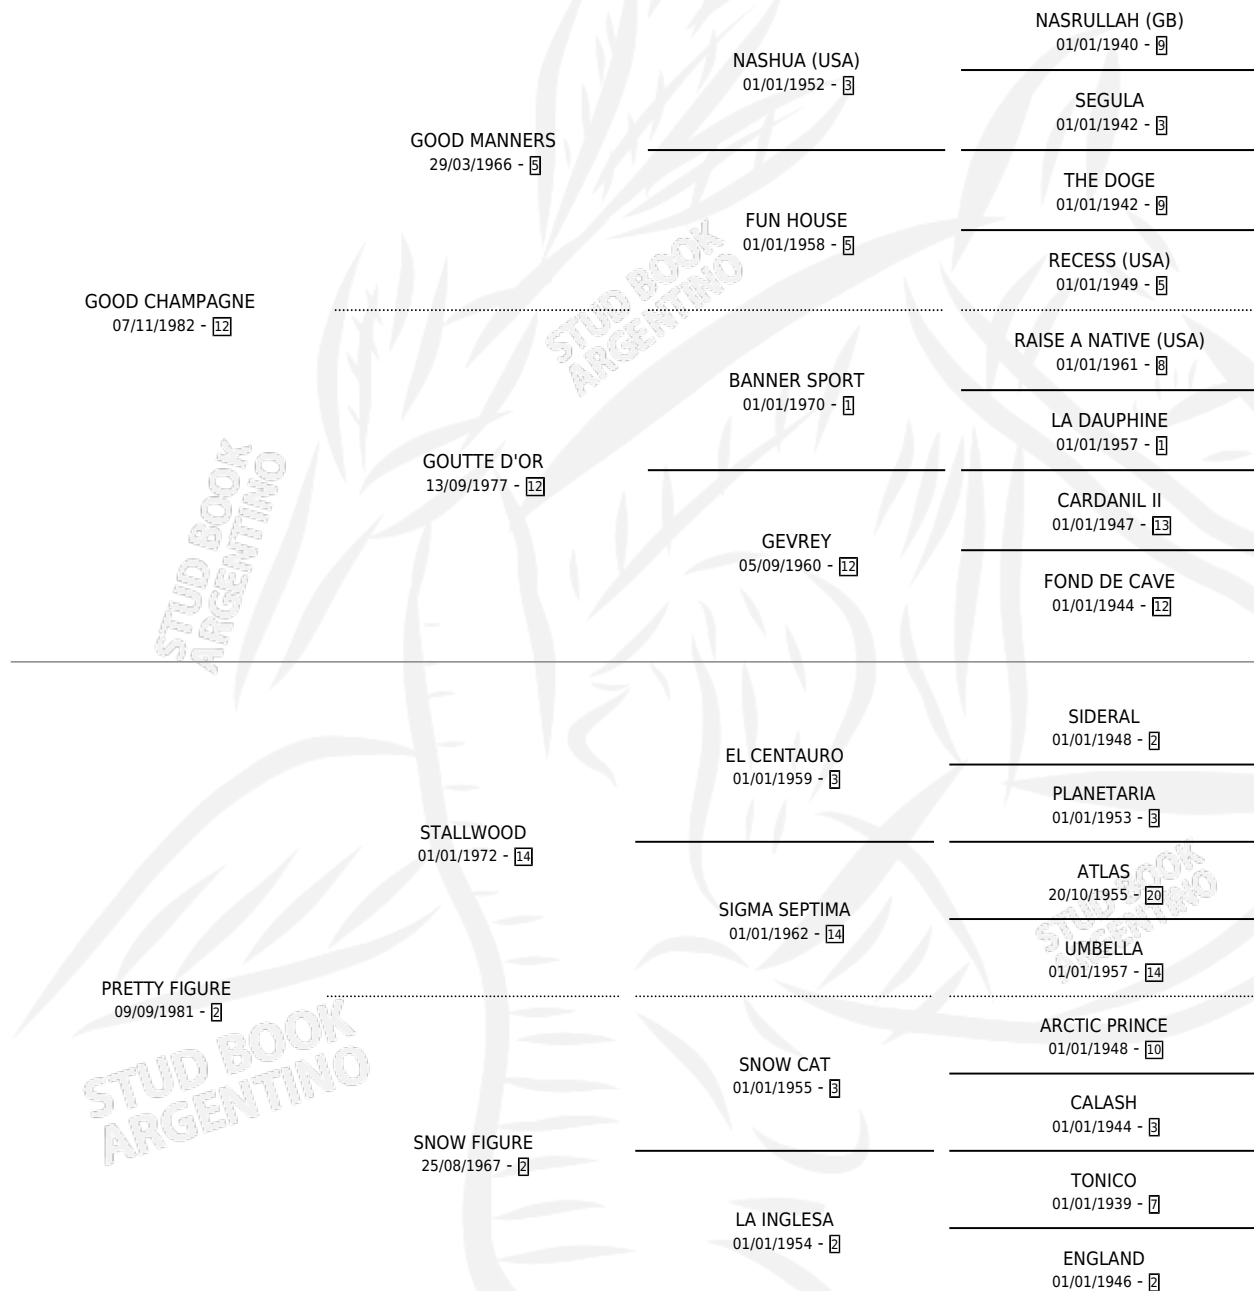 NASRULLAH (GB)
01/01/1940 - 9
NASHUA (USA)
01/01/1952 - 3
SEGULA
01/01/1942 - 3
GOOD MANNERS
29/03/1966 - 5
THE DOGE
01/01/1942 - 9
FUN HOUSE
01/01/1958 - 5
RECESS (USA)
01/01/1949 - 5
GOOD CHAMPAGNE
07/11/1982 - 12
STUD BOOK
ARGENTINO
RAISE A NATIVE (USA)
01/01/1961 - 8
BANNER SPORT
01/01/1970 - 1
LA DAUPHINE
01/01/1957 - 1
GOUTTE D'OR
13/09/1977 - 12
CARDANIL II
01/01/1947 - 13
GEVREY
05/09/1960 - 12
FOND DE CAVE
01/01/1944 - 12
STUD BOOK
ARGENTINO
SIDERAL
01/01/1948 - 2
EL CENTAURO
01/01/1959 - 3
PLANETARIA
01/01/1953 - 3
STALLWOOD
01/01/1972 - 14
ATLAS
20/10/1955 - 20
SIGMA SEPTIMA
01/01/1962 - 14
STUD BOOK
ARGENTINO
UMBELLA
01/01/1957 - 14
PRETTY FIGURE
09/09/1981 - 2
STUD BOOK
ARGENTINO
ARCTIC PRINCE
01/01/1948 - 10
SNOW CAT
01/01/1955 - 3
CALASH
01/01/1944 - 3
SNOW FIGURE
25/08/1967 - 2
TONICO
01/01/1939 - 7
LA INGLESA
01/01/1954 - 2
ENGLAND
01/01/1946 - 2